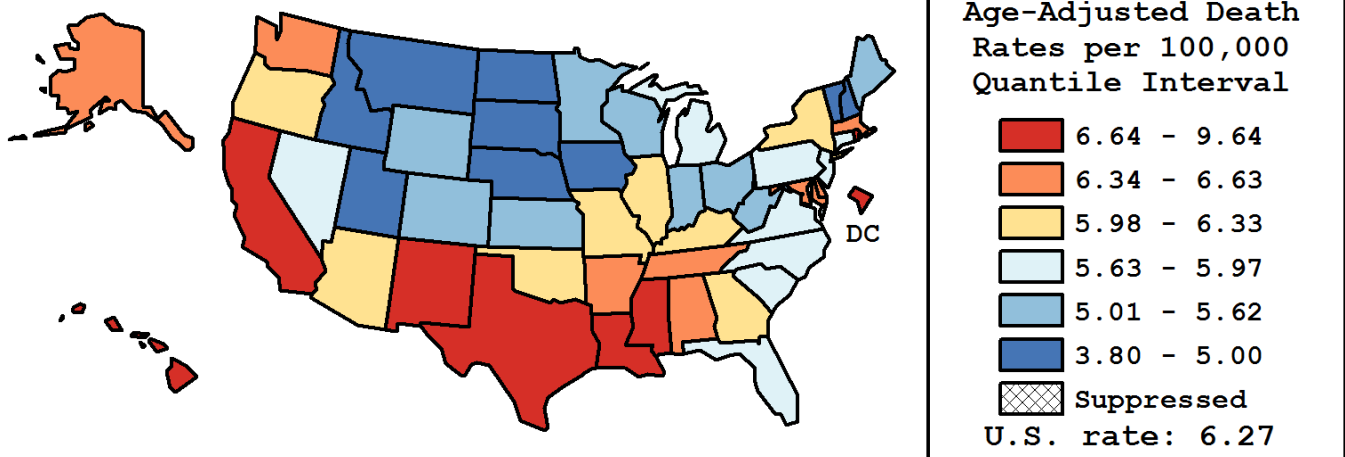 DC
Age-Adjusted Death
Rates per 100,000
Quantile Interval
6.64 - 9.64
6.34 - 6.63
5.98 - 6.33
5.63 - 5.97
5.01 - 5.62
3.80 - 5.00
Suppressed
U.S. rate: 6.27